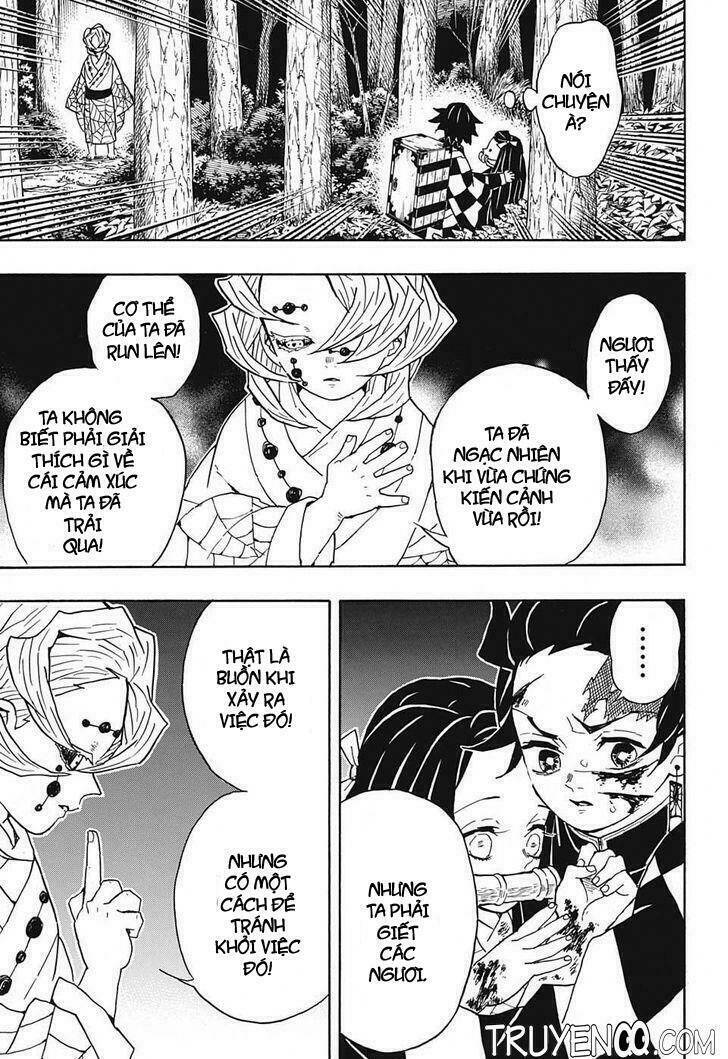 NÓI
CHUYỆN
À?
NGƯƠI
THẤY
ĐẤY!
TA ĐÃ
NGẠC NHIÊN
KHI VỪA CHỨNG
KIẾN CẢNH
VỪA RỒI!
CƠ THỂ
CỦA TA ĐÃ
RUN LÊN!
TA KHÔNG
BIẾT PHẢI GIẢI
THÍCH GÌ VỀ
CÁI CẢM XÚC
MÀ TA ĐÃ
TRẢI
QUA!
......
NHƯNG
TA PHẢI
GIẾT
CÁC
NGƯƠI.
THẬT LÀ
BUỒN KHI
XẢY RA
VIỆC ĐÓ!
NHƯNG
CÓ MỘT
CÁCH ĐỂ
TRÁNH
KHỎI VIỆC
ĐÓ!
TRUYENQQ.COM